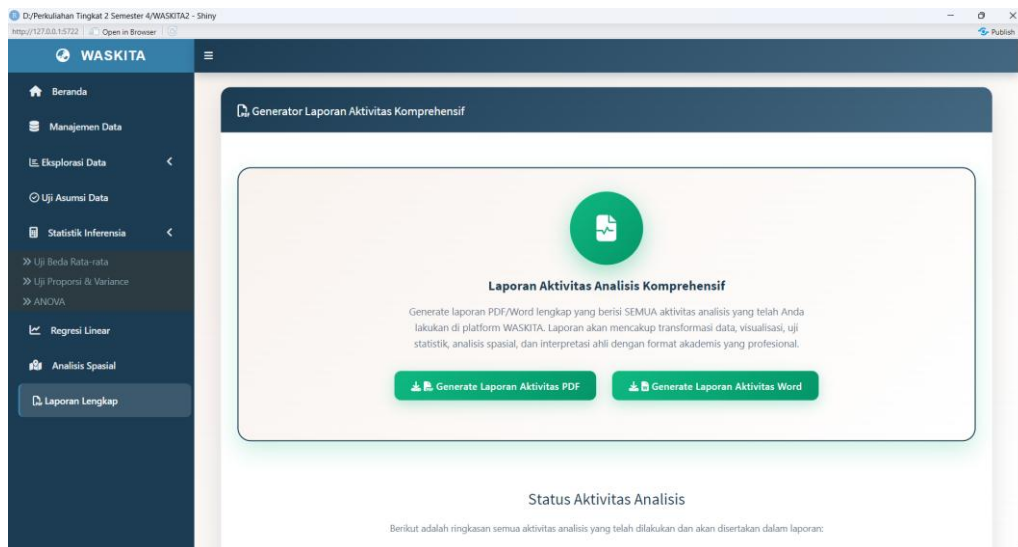 D:/Perkuliahan Tingkat 2 Semester 4/WASKITA2 - Shiny
http://127.0.0.1:5722
Open in Browser
Publish
WASKITA
Beranda
Manajemen Data
Eksplorasi Data
Uji Asumsi Data
Statistik Inferensia
Uji Beda Rata-rata
Uji Proporsi & Variance
ANOVA
Regresi Linear
Analisis Spasial
Laporan Lengkap
Generator Laporan Aktivitas Komprehensif
Laporan Aktivitas Analisis Komprehensif
Generate laporan PDF/Word lengkap yang berisi SEMUA aktivitas analisis yang telah Anda
lakukan di platform WASKITA. Laporan akan mencakup transformasi data, visualisasi, uji
statistik, analisis spasial, dan interpretasi ahli dengan format akademis yang profesional.
Generate Laporan Aktivitas PDF
Generate Laporan Aktivitas Word
Status Aktivitas Analisis
Berikut adalah ringkasan semua aktivitas analisis yang telah dilakukan dan akan disertakan dalam laporan: